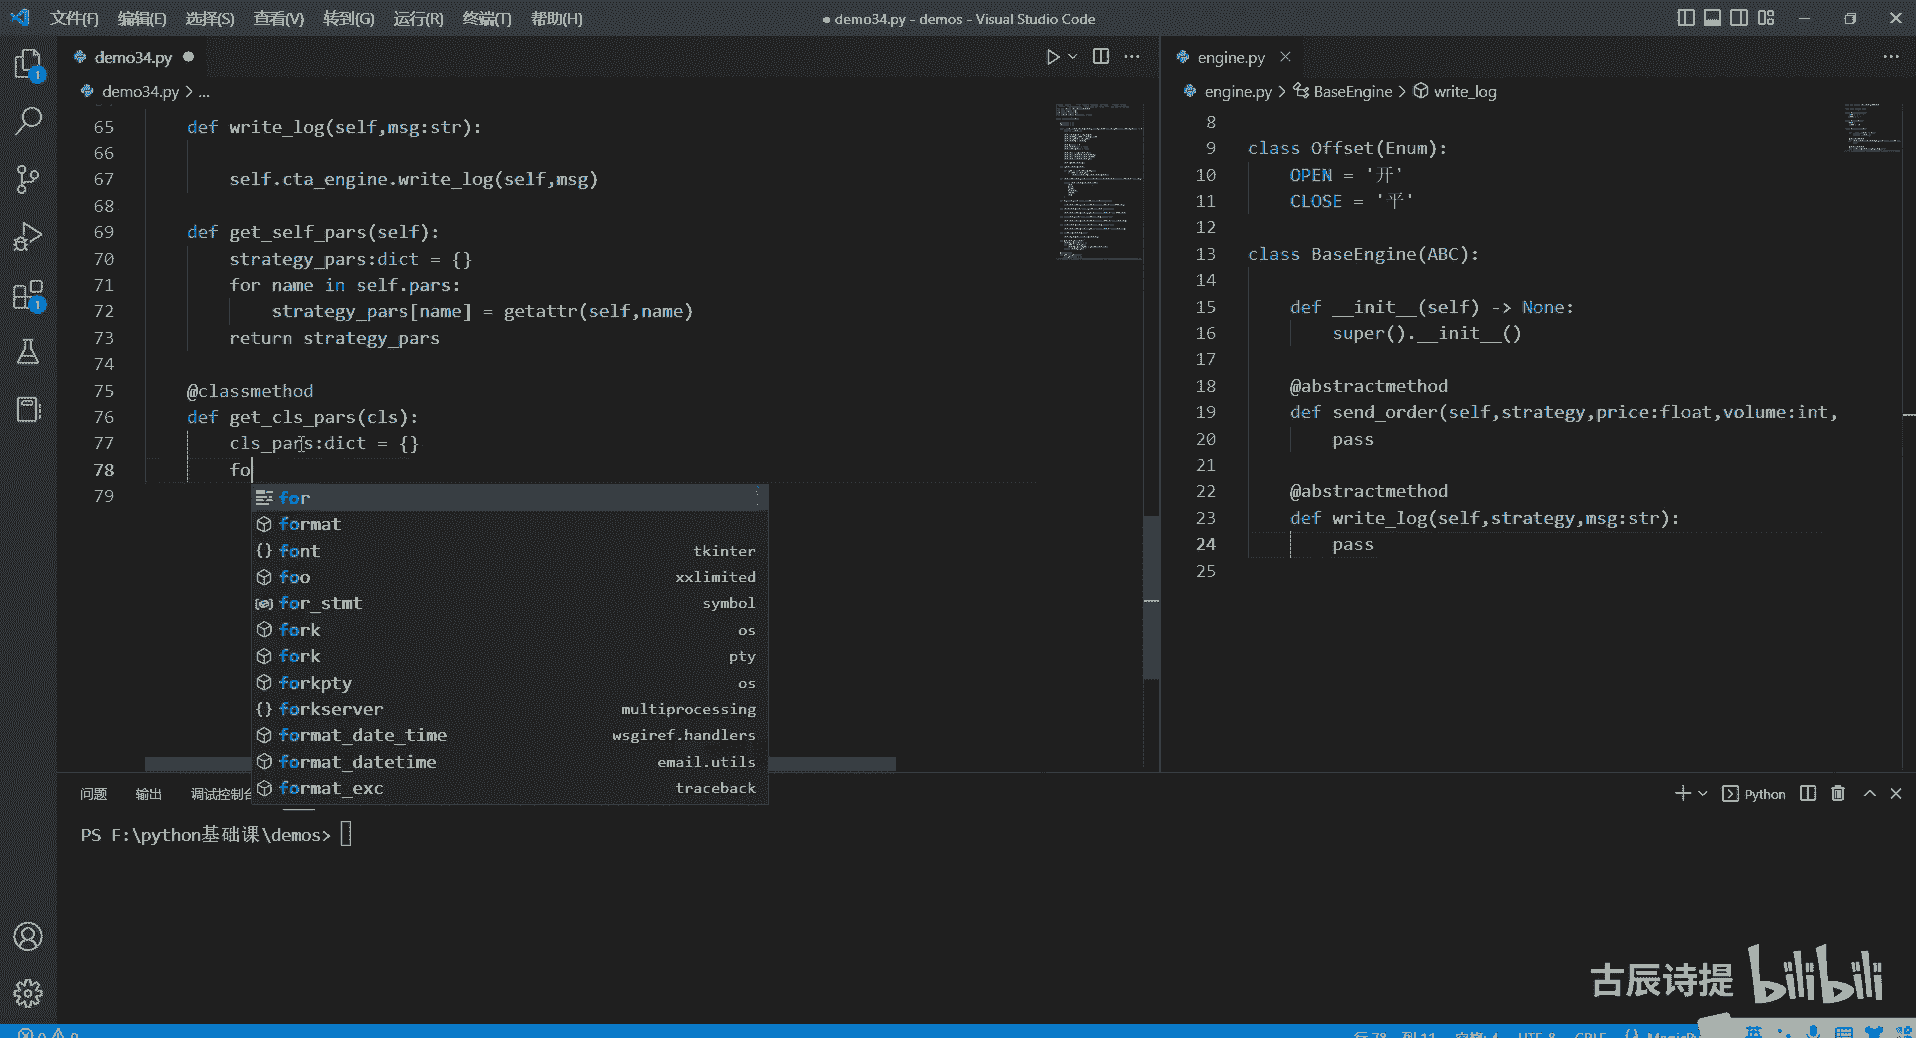 文件(F) 编辑(E) 选择(S) 查看(V) 转到(G) 运行(R) 终端(T) 帮助(H)
● demo34.py - demos - Visual Studio Code
demo34.py
demo34.py > ...
65 def write_log(self,msg:str):
66
67 self.cta_engine.write_log(self,msg)
68
69 def get_self_pars(self):
70 strategy_pars:dict = {}
71 for name in self.pars:
72 strategy_pars[name] = getattr(self,name)
73 return strategy_pars
74
75 @classmethod
76 def get_cls_pars(cls):
77 cls_pars:dict = {}
78 fo
79
for
format
font tkinter
foo xxlimited
for_stmt symbol
fork os
fork pty
forkpty os
forkserver multiprocessing
format_date_time wsgiref.handlers
format_datetime email.utils
format_exc traceback
engine.py
engine.py > BaseEngine > write_log
8
9 class Offset(Enum):
10 OPEN = '开'
11 CLOSE = '平'
12
13 class BaseEngine(ABC):
14
15 def __init__(self) -> None:
16 super().__init__()
17
18 @abstractmethod
19 def send_order(self,strategy,price:float,volume:int,
20 pass
21
22 @abstractmethod
23 def write_log(self,strategy,msg:str):
24 pass
25
问题 输出 调试控制台
Python
PS F:\python基础课\demos>
古辰诗提 bilibili
1
1
英